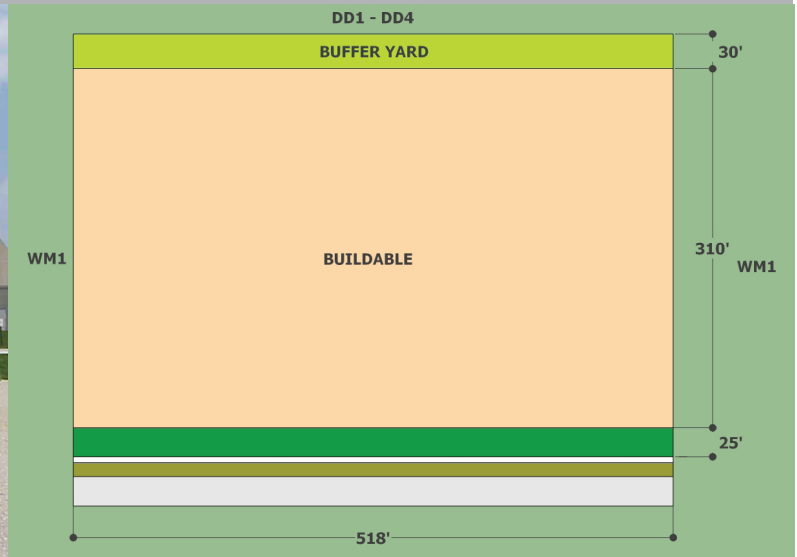 DD1 - DD4
BUFFER YARD
30'
WM1
BUILDABLE
310'
WM1
25'
518'